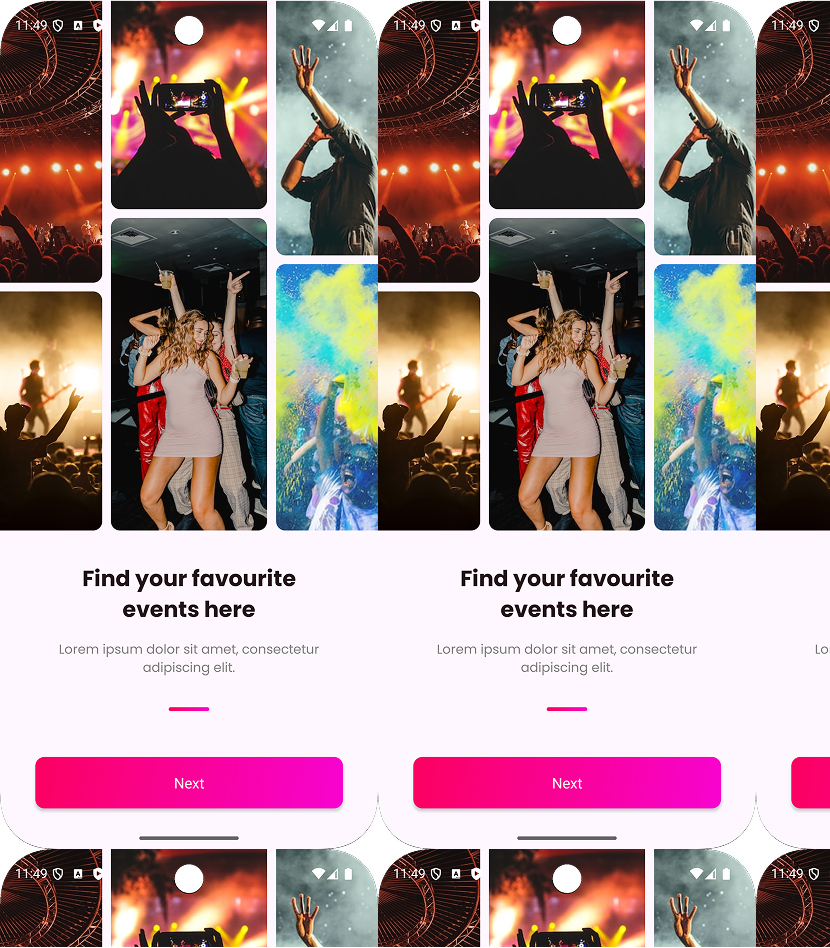 11:49
11:49
11:49
Find your favourite
events here
Lorem ipsum dolor sit amet, consectetur
adipiscing elit.
Next
Find your favourite
events here
Lorem ipsum dolor sit amet, consectetur
adipiscing elit.
Next
Lo
11:49
11:49
11:49